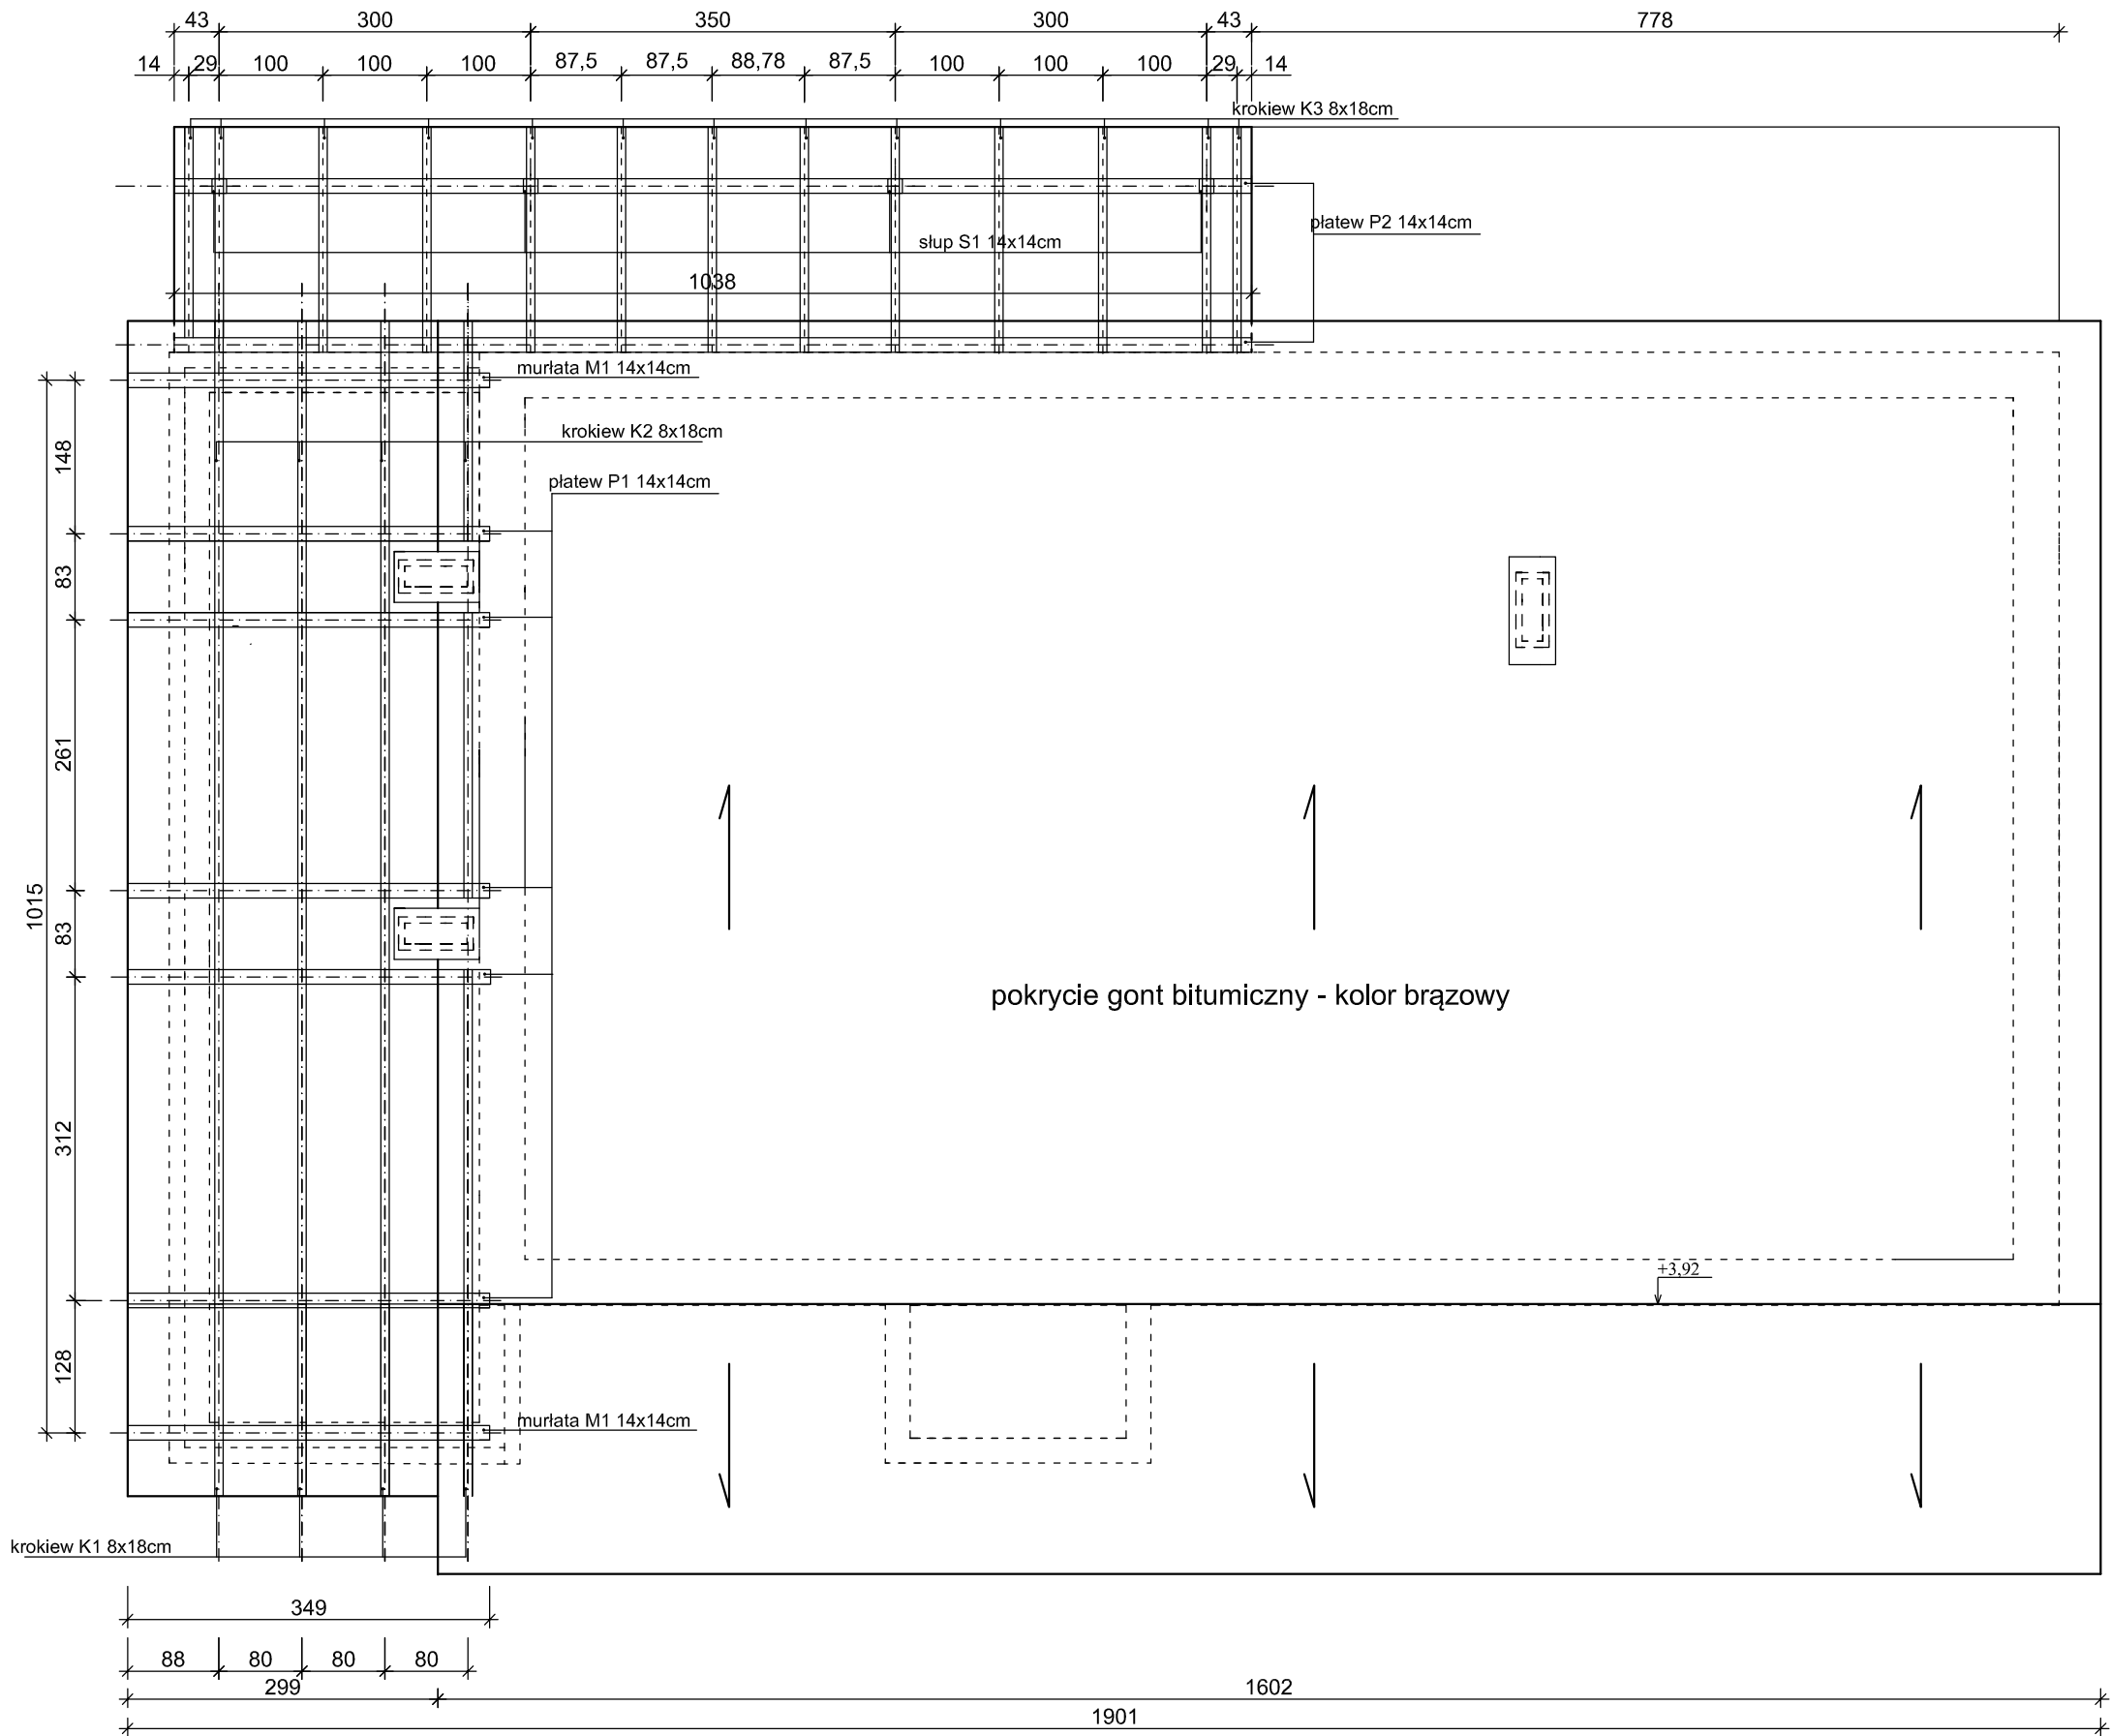 43 300 350 300 43 778
14 29 100 100 100 87,5 87,5 88,78 87,5 100 100 100 29 14
krokiew K3 8x18cm
płatew P2 14x14cm
słup S1 14x14cm
1038
murłata M1 14x14cm
krokiew K2 8x18cm
148
płatew P1 14x14cm
83
261
1015
83
pokrycie gont bitumiczny - kolor brązowy
312
+3,92
128
murłata M1 14x14cm
krokiew K1 8x18cm
349
88 80 80 80
299 1602
1901